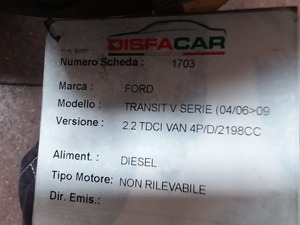 DISFACAR
Numero Scheda : 1703
Marca : FORD
Modello : TRANSIT V SERIE (04/06>09
Versione : 2.2 TDCI VAN 4P/D/2198CC
Aliment. : DIESEL
Tipo Motore: NON RILEVABILE
Dir. Emis.: